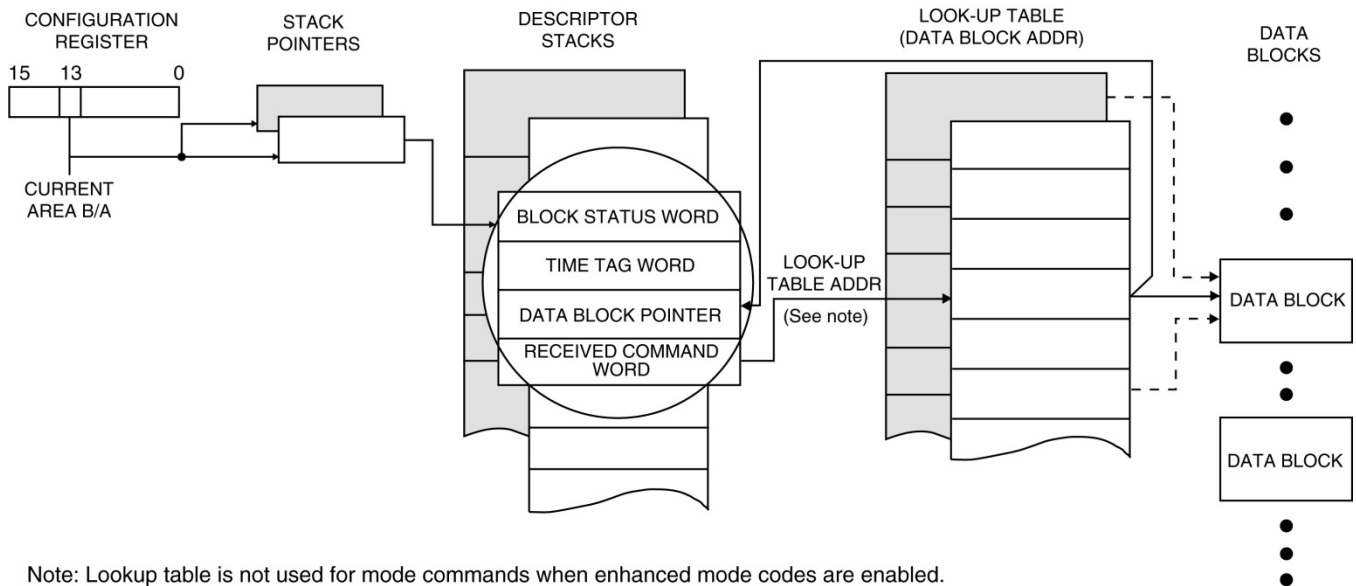 CONFIGURATION
REGISTER
15 13 0
CURRENT
AREA B/A
STACK
POINTERS
DESCRIPTOR
STACKS
BLOCK STATUS WORD
TIME TAG WORD
DATA BLOCK POINTER
RECEIVED COMMAND
WORD
LOOK-UP
TABLE ADDR
(See note)
LOOK-UP TABLE
(DATA BLOCK ADDR)
DATA
BLOCKS
DATA BLOCK
DATA BLOCK
Note: Lookup table is not used for mode commands when enhanced mode codes are enabled.